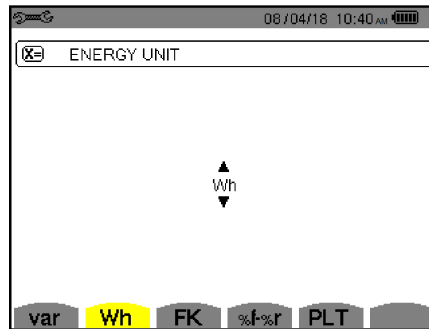 08/04/18 10:40 AM
X= ENERGY UNIT
Wh
var Wh FK %f-%r PLT